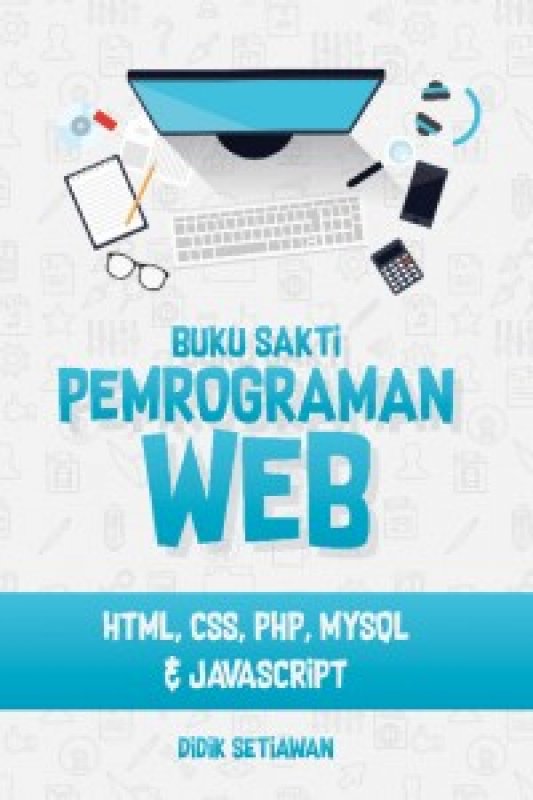 BUKU SAKTI
PEMROGRAMAN
WEB
HTML, CSS, PHP, MYSQL
& JAVASCRIPT
DIDIK SETIAWAN